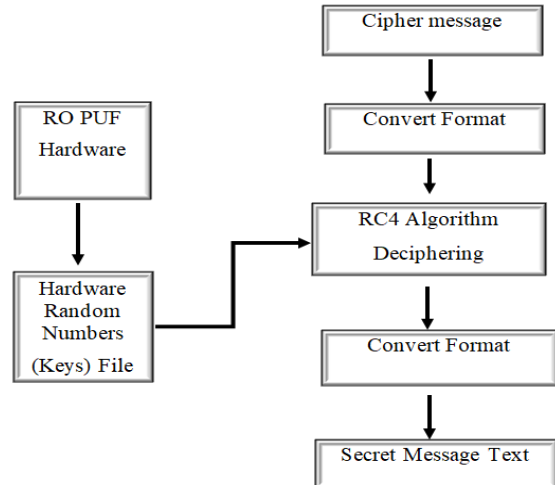 Cipher message
Convert Format
RO PUF
Hardware
RC4 Algorithm
Deciphering
Hardware
Random
Numbers
(Keys) File
Convert Format
Secret Message Text